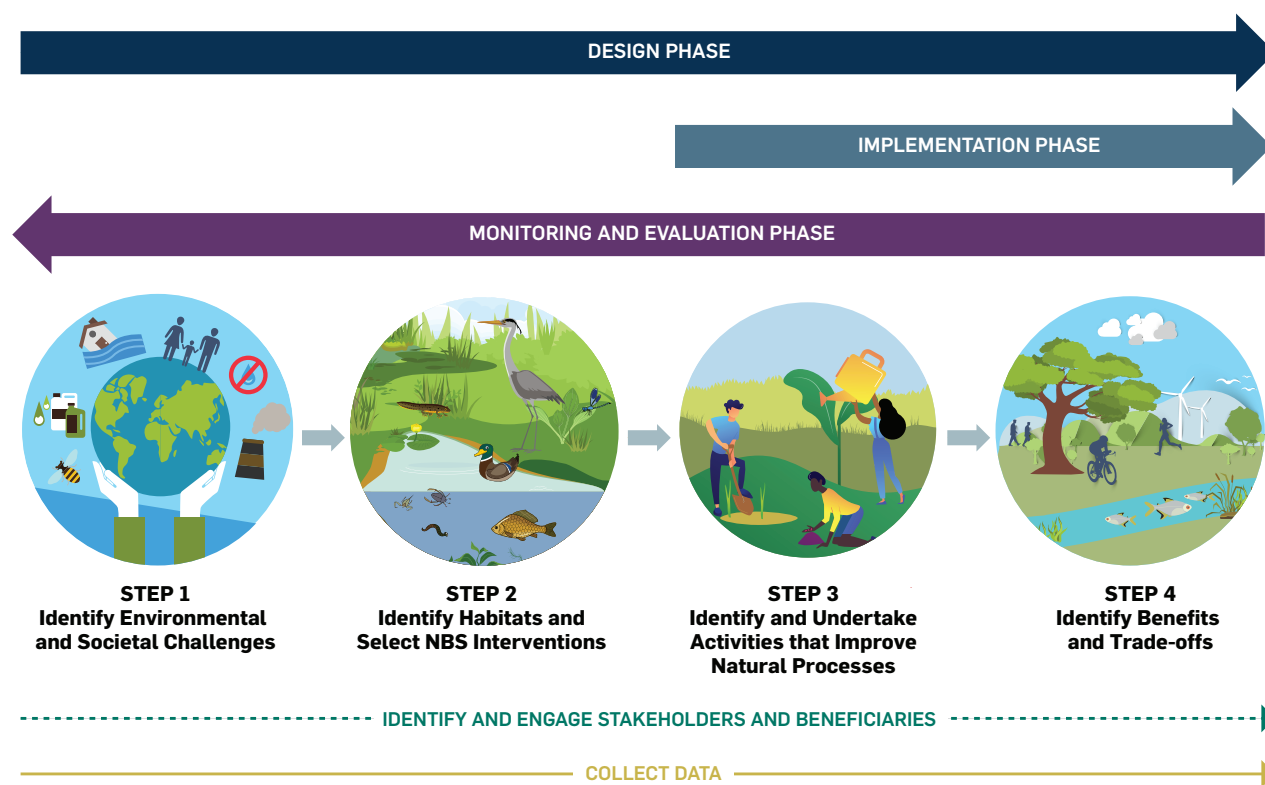 DESIGN PHASE
IMPLEMENTATION PHASE
MONITORING AND EVALUATION PHASE
STEP 1
Identify Environmental
and Societal Challenges
STEP 2
Identify Habitats and
Select NBS Interventions
STEP 3
Identify and Undertake
Activities that Improve
Natural Processes
STEP 4
Identify Benefits
and Trade-offs
IDENTIFY AND ENGAGE STAKEHOLDERS AND BENEFICIARIES
COLLECT DATA